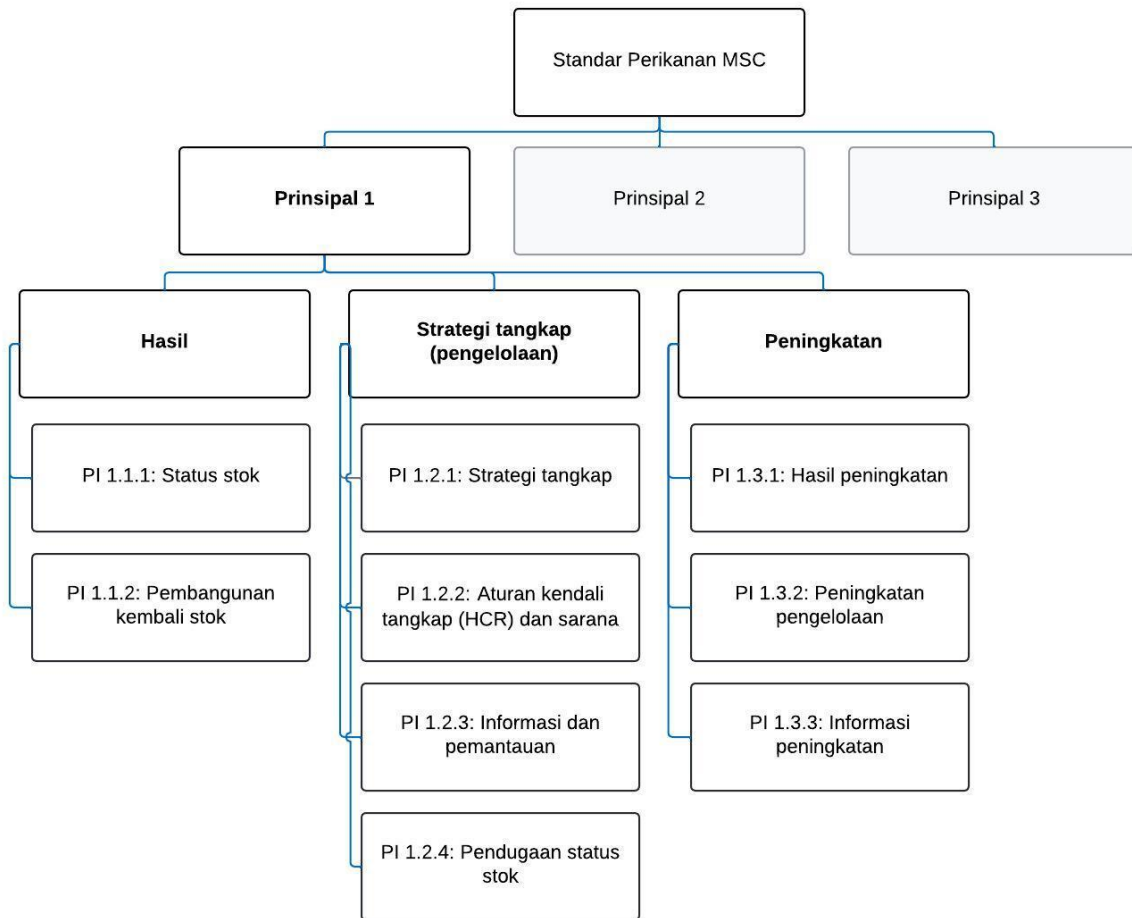 Standar Perikanan MSC
Prinsipal 1
Prinsipal 2
Prinsipal 3
Hasil
Strategi tangkap
(pengelolaan)
Peningkatan
PI 1.1.1: Status stok
PI 1.2.1: Strategi tangkap
PI 1.3.1: Hasil peningkatan
PI 1.1.2: Pembangunan
kembali stok
PI 1.2.2: Aturan kendali
tangkap (HCR) dan sarana
PI 1.3.2: Peningkatan
pengelolaan
PI 1.2.3: Informasi dan
pemantauan
PI 1.3.3: Informasi
peningkatan
PI 1.2.4: Pendugaan status
stok